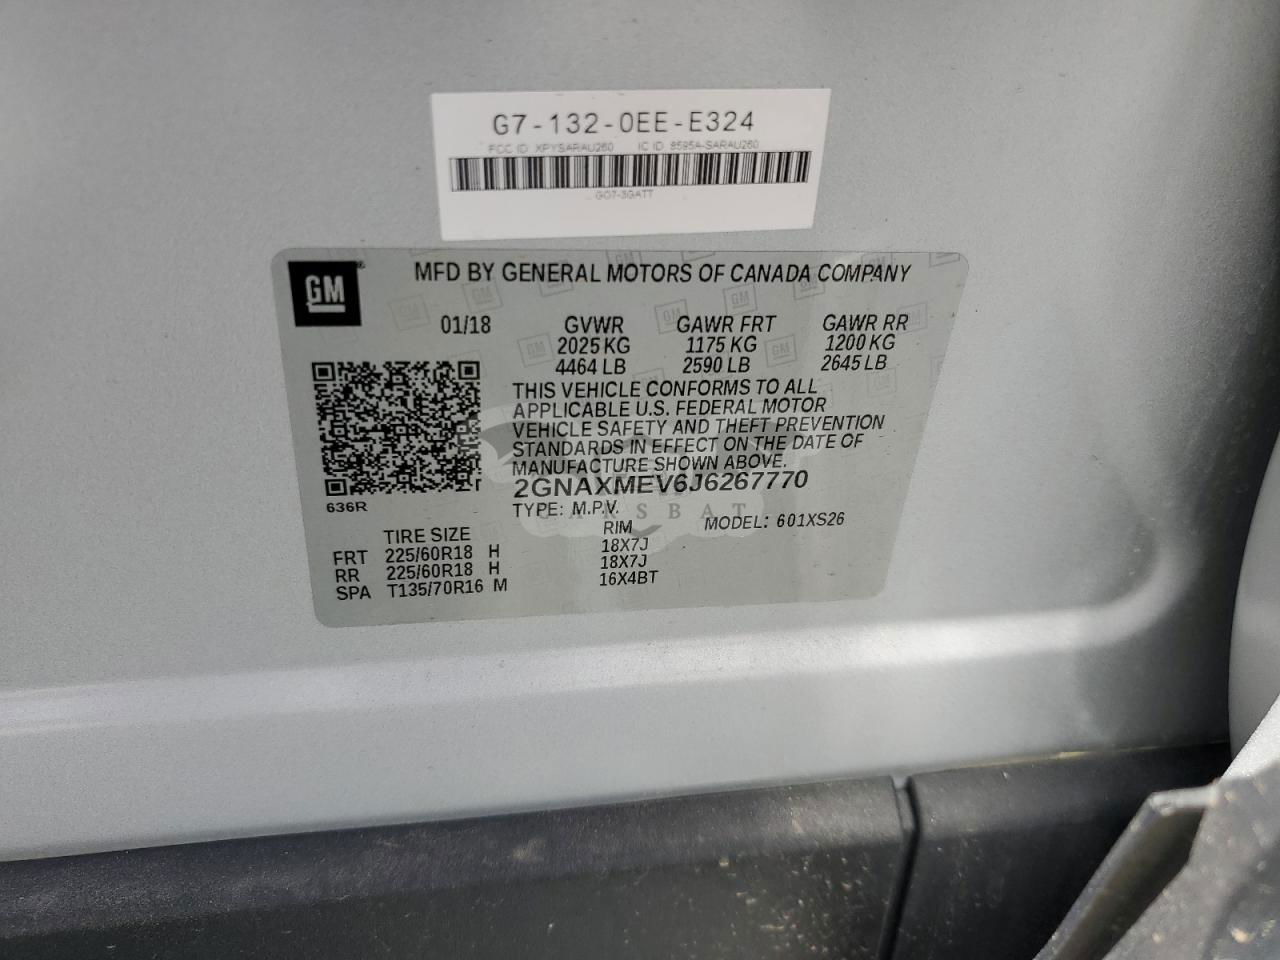 G7-132-0EE-E324
FCC ID XPYSARAU260 IC ID 8595A-SARAU260
GO7-3GATT
GM
MFD BY GENERAL MOTORS OF CANADA COMPANY
01/18 GVWR GAWR FRT GAWR RR
2025 KG 1175 KG 1200 KG
4464 LB 2590 LB 2645 LB
THIS VEHICLE CONFORMS TO ALL
APPLICABLE U.S. FEDERAL MOTOR
VEHICLE SAFETY AND THEFT PREVENTION
STANDARDS IN EFFECT ON THE DATE OF
MANUFACTURE SHOWN ABOVE.
2GNAXMEV6J6267770
636R
TYPE: M.P.V.
CARSBAT
TIRE SIZE RIM MODEL: 601XS26
FRT 225/60R18 H 18X7J
RR 225/60R18 H 18X7J
SPA T135/70R16 M 16X4BT